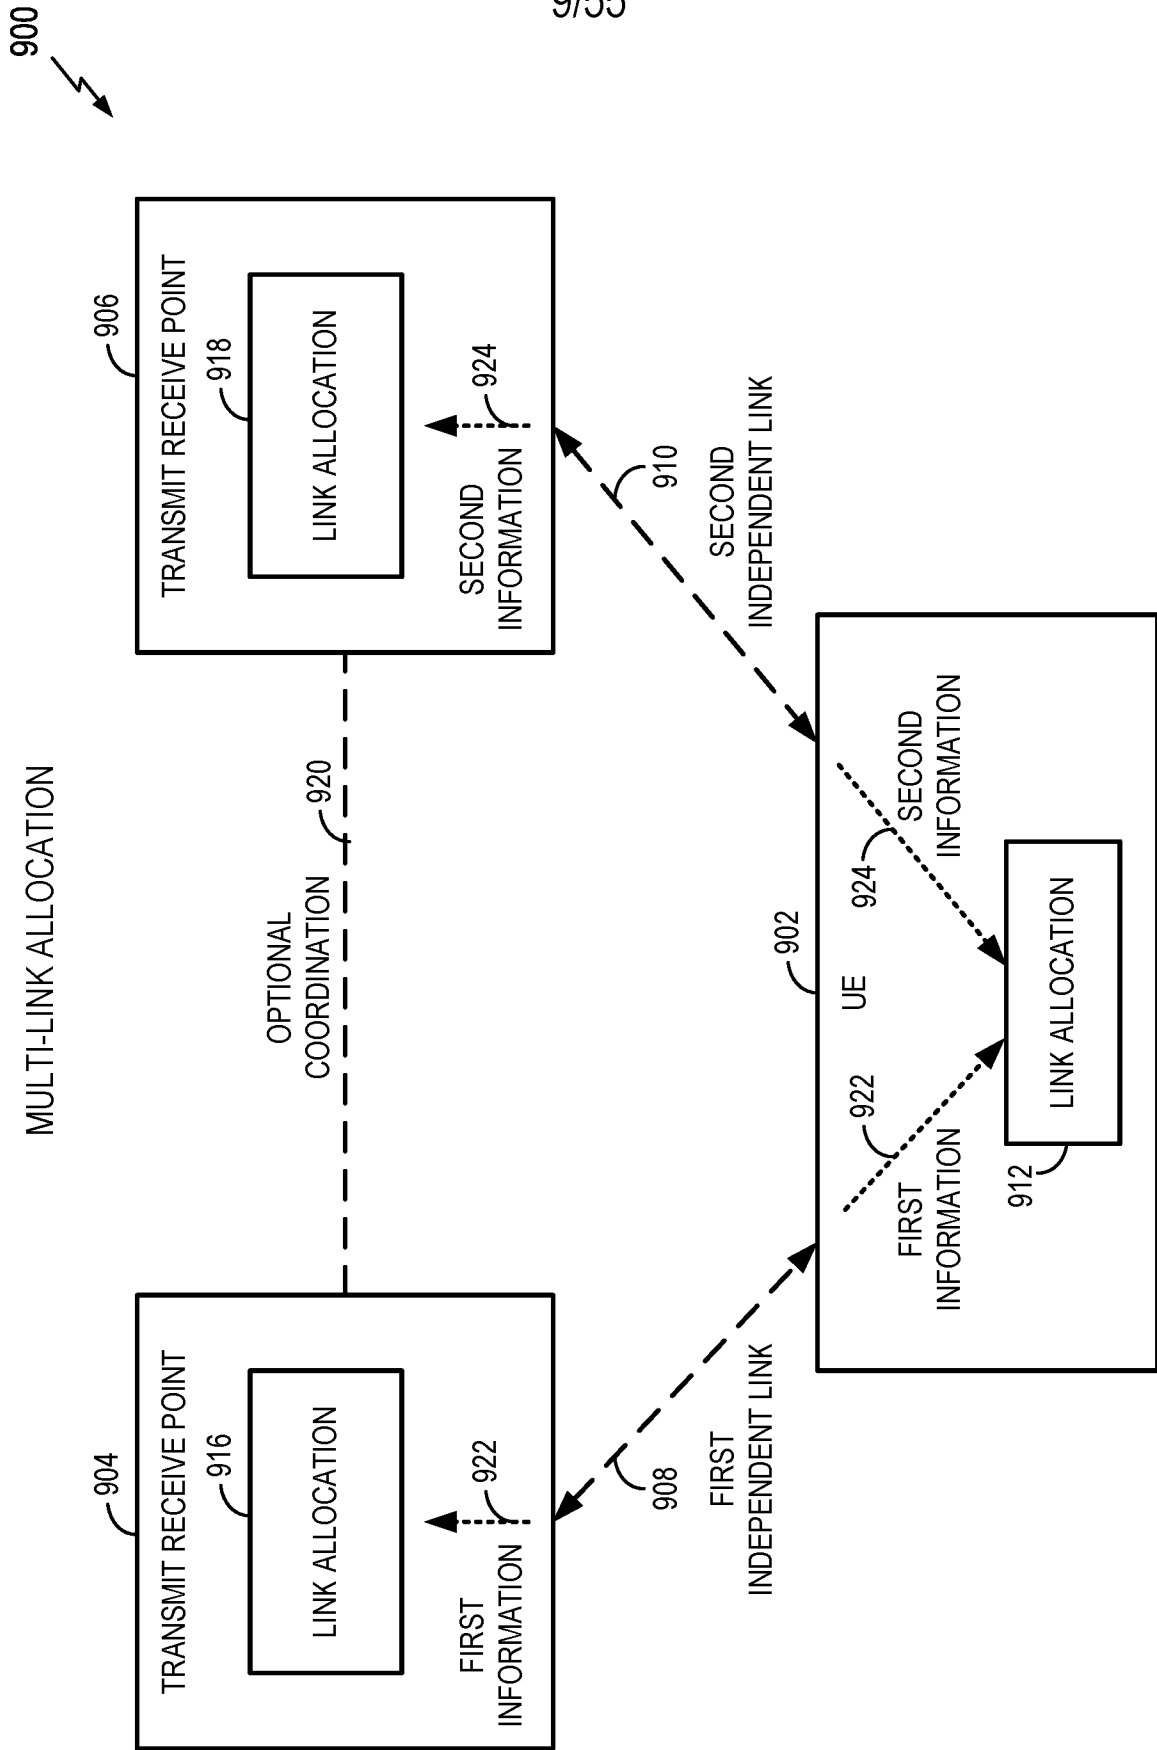 9/55
900
MULTI-LINK ALLOCATION
904
TRANSMIT RECEIVE POINT
916
LINK ALLOCATION
FIRST
INFORMATION
922
OPTIONAL
COORDINATION
920
906
TRANSMIT RECEIVE POINT
918
LINK ALLOCATION
SECOND
INFORMATION
924
908
FIRST
INDEPENDENT LINK
910
SECOND
INDEPENDENT LINK
902
UE
FIRST
INFORMATION
922
924
SECOND
INFORMATION
912
LINK ALLOCATION